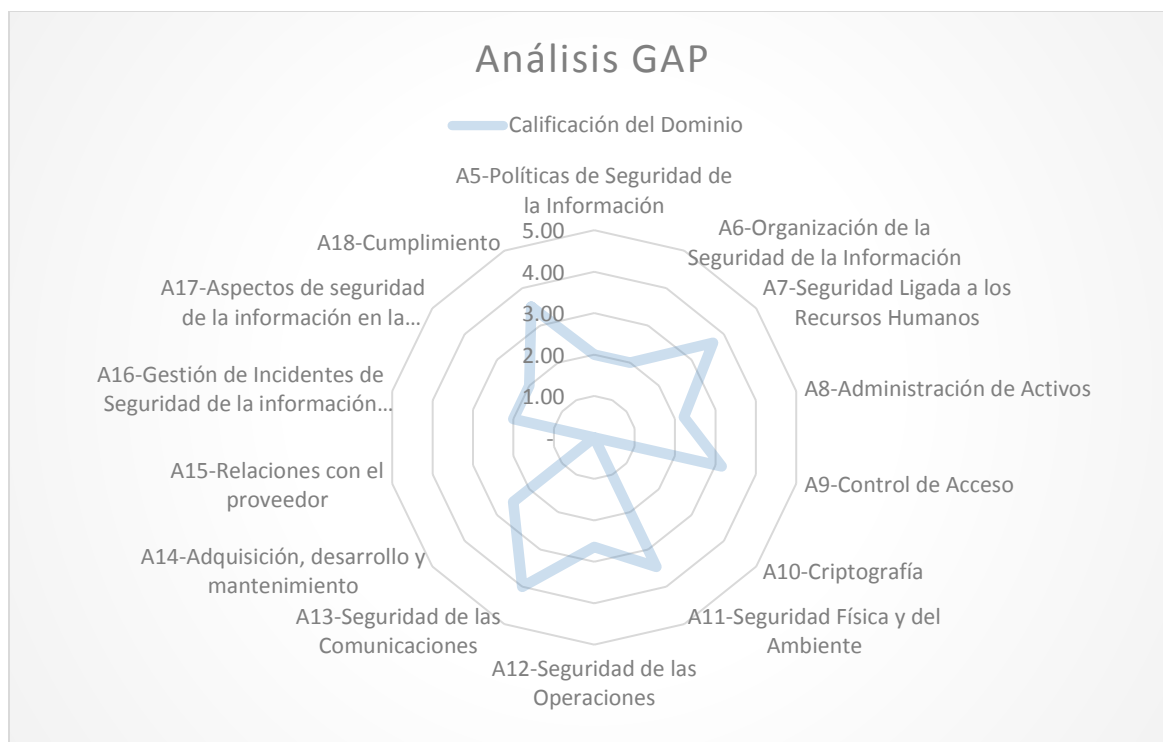 Análisis GAP
Calificación del Dominio
A5-Políticas de Seguridad de
la Información
A6-Organización de la
Seguridad de la Información
A7-Seguridad Ligada a los
Recursos Humanos
A8-Administración de Activos
A9-Control de Acceso
A10-Criptografía
A11-Seguridad Física y del
Ambiente
A12-Seguridad de las
Operaciones
A13-Seguridad de las
Comunicaciones
A14-Adquisición, desarrollo y
mantenimiento
A15-Relaciones con el
proveedor
A16-Gestión de Incidentes de
Seguridad de la información...
A17-Aspectos de seguridad
de la información en la...
A18-Cumplimiento
5.00
4.00
3.00
2.00
1.00
-